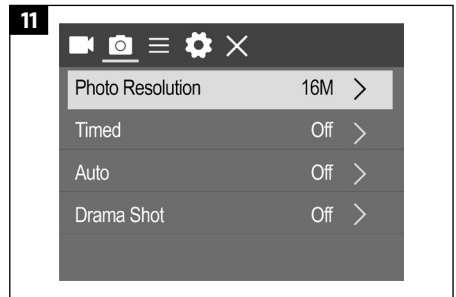 11
Photo Resolution 16M
Timed Off
Auto Off
Drama Shot Off